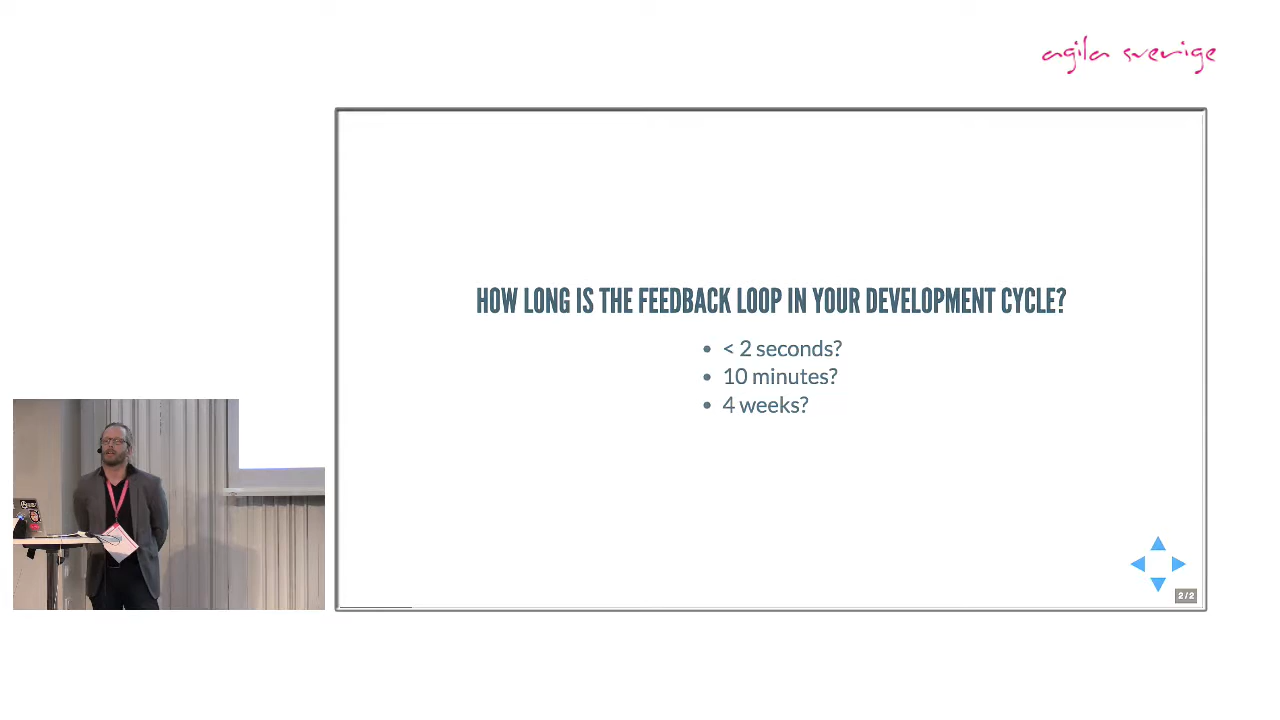 agila sverige
HOW LONG IS THE FEEDBACK LOOP IN YOUR DEVELOPMENT CYCLE?
• < 2 seconds?
• 10 minutes?
• 4 weeks?
2/2